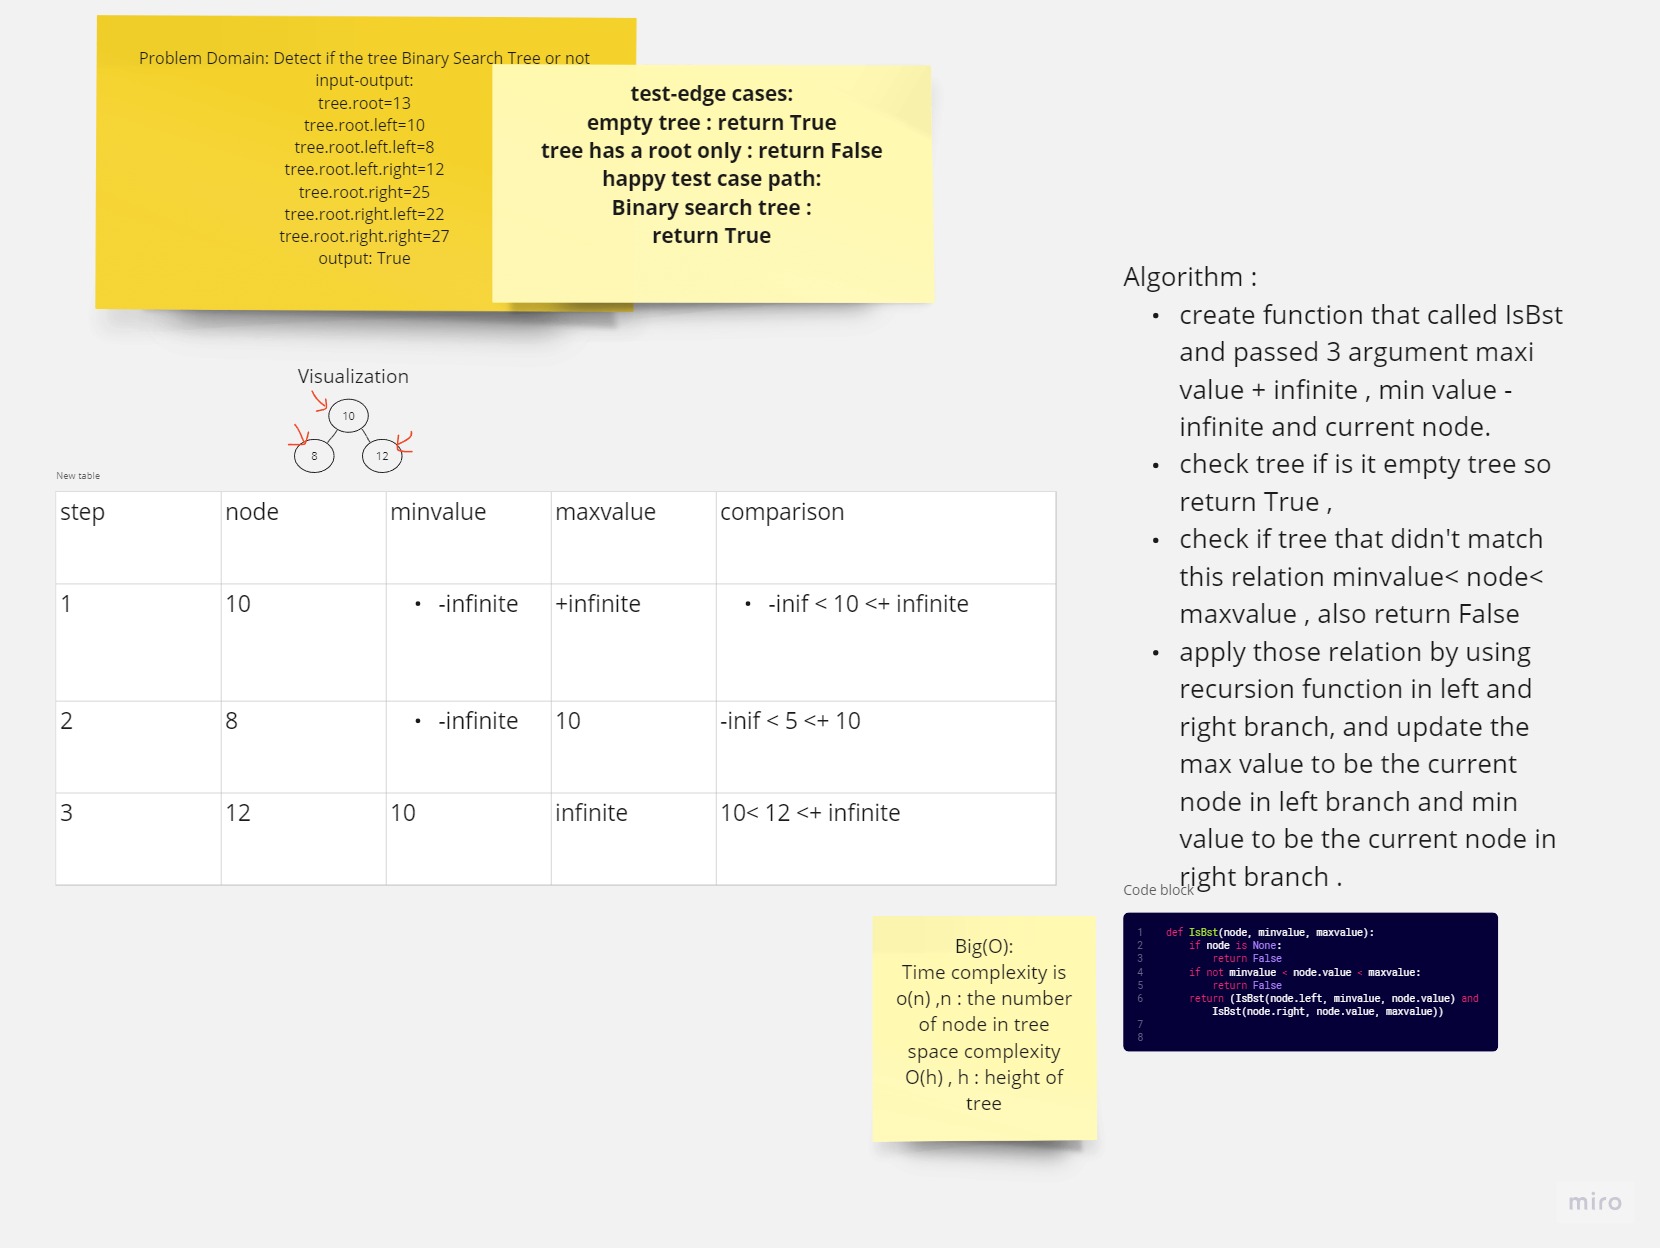 Problem Domain: Detect if the tree Binary Search Tree or not
input-output:
tree.root=13
tree.root.left=10
tree.root.left.left=8
tree.root.left.right=12
tree.root.right=25
tree.root.right.left=22
tree.root.right.right=27
output: True
test-edge cases:
empty tree : return True
tree has a root only : return False
happy test case path:
Binary search tree :
return True
Visualization
10
8
12
New table
step node minvalue maxvalue comparison
1 10 • -infinite +infinite • -inif < 10 <+ infinite
2 8 • -infinite 10 -inif < 5 <+ 10
3 12 10 infinite 10< 12 <+ infinite
Algorithm :
• create function that called IsBst
and passed 3 argument maxi
value + infinite , min value -
infinite and current node.
• check tree if is it empty tree so
return True ,
• check if tree that didn't match
this relation minvalue< node<
maxvalue , also return False
• apply those relation by using
recursion function in left and
right branch, and update the
max value to be the current
node in left branch and min
value to be the current node in
right branch .
Code block
1 def IsBst(node, minvalue, maxvalue):
2 if node is None:
3 return False
4 if not minvalue < node.value < maxvalue:
5 return False
6 return (IsBst(node.left, minvalue, node.value) and
IsBst(node.right, node.value, maxvalue))
7
8
Big(O):
Time complexity is
o(n) ,n : the number
of node in tree
space complexity
O(h) , h : height of
tree
miro